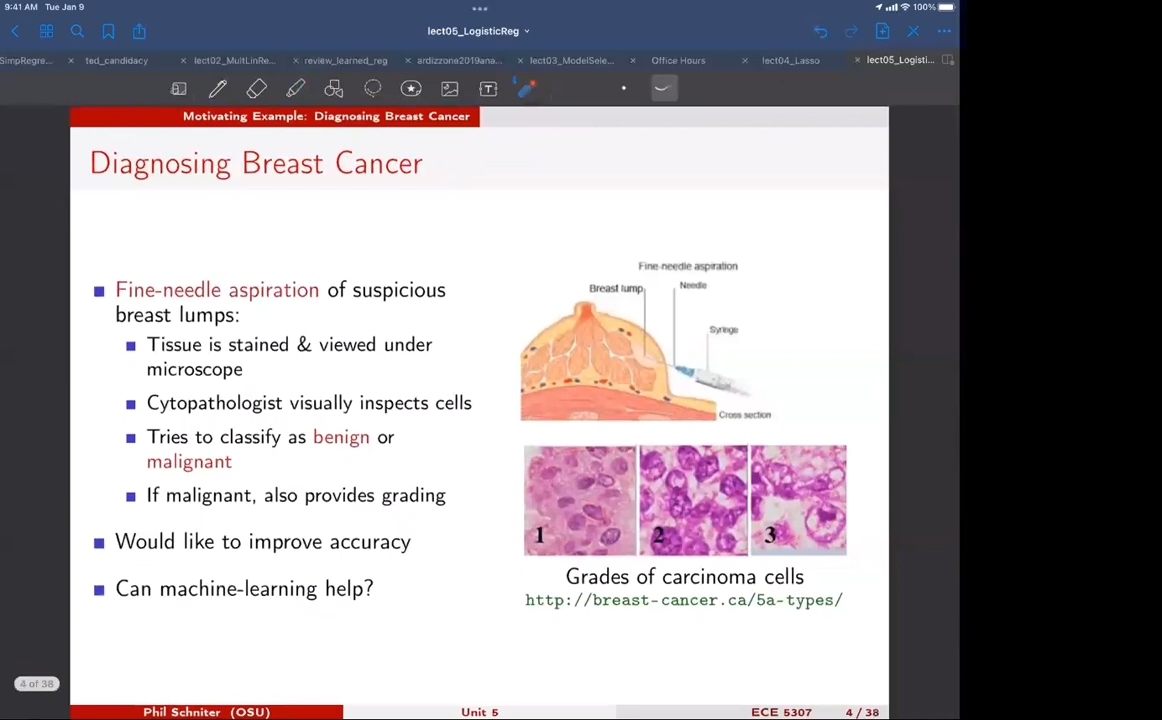 9:41 AM Tue Jan 9
100%
lect05_LogisticReg
SimpRegre...
ted_candidacy
lect02_MultLinRe...
review_learned_reg
ardizzone2019ana...
lect03_ModelSele...
Office Hours
lect04_Lasso
lect05_Logisti...
Motivating Example: Diagnosing Breast Cancer
Diagnosing Breast Cancer
Fine-needle aspiration of suspicious
breast lumps:
Tissue is stained & viewed under
microscope
Cytopathologist visually inspects cells
Tries to classify as benign or
malignant
If malignant, also provides grading
Would like to improve accuracy
Can machine-learning help?
Fine-needle aspiration
Breast lump
Needle
Syringe
Cross section
1 2 3
Grades of carcinoma cells
http://breast-cancer.ca/5a-types/
4 of 38
Phil Schniter (OSU) Unit 5 ECE 5307 4 / 38